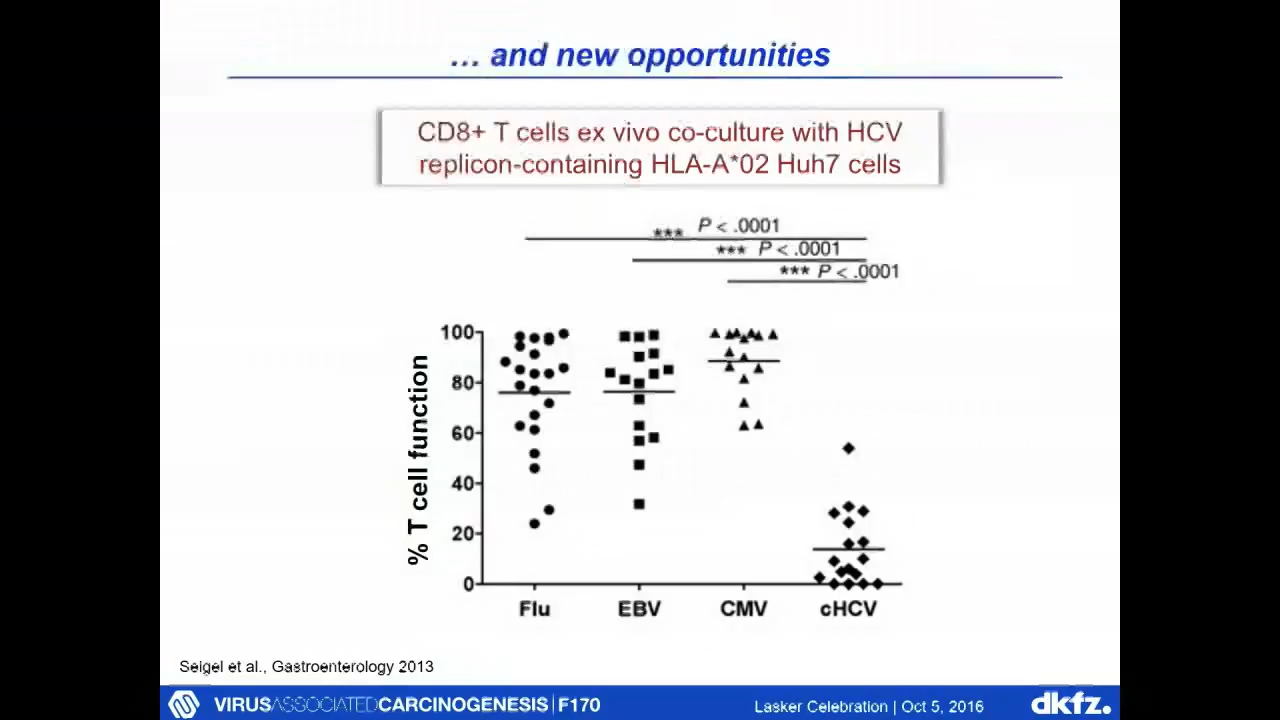 … and new opportunities
CD8+ T cells ex vivo co-culture with HCV
replicon-containing HLA-A*02 Huh7 cells
*** P < .0001
*** P < .0001
*** P < .0001
% T cell function
100
80
60
40
20
0
Flu EBV CMV cHCV
Seigel et al., Gastroenterology 2013
VIRUSASSOCIATEDCARCINOGENESIS | F170
Lasker Celebration | Oct 5, 2016
dkfz.